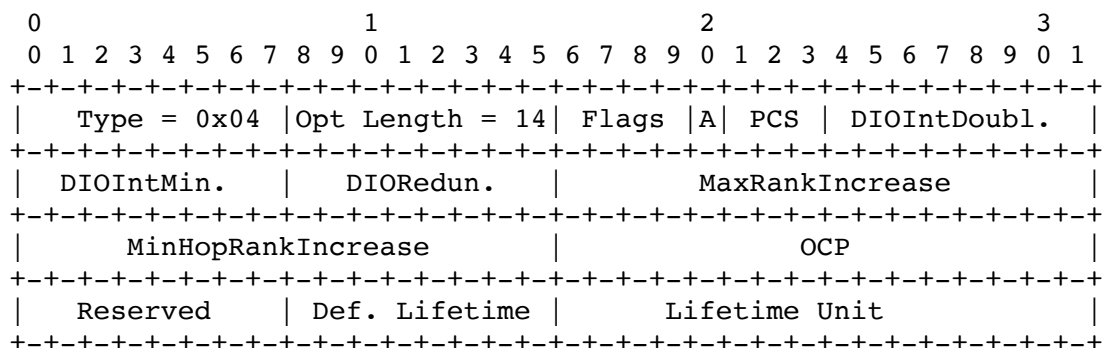 0                   1                   2                   3
 0 1 2 3 4 5 6 7 8 9 0 1 2 3 4 5 6 7 8 9 0 1 2 3 4 5 6 7 8 9 0 1
+-+-+-+-+-+-+-+-+-+-+-+-+-+-+-+-+-+-+-+-+-+-+-+-+-+-+-+-+-+-+-+-+
|   Type = 0x04 |Opt Length = 14| Flags |A| PCS | DIOIntDoubl.  |
+-+-+-+-+-+-+-+-+-+-+-+-+-+-+-+-+-+-+-+-+-+-+-+-+-+-+-+-+-+-+-+-+
|  DIOIntMin.   |   DIORedun.   |        MaxRankIncrease        |
+-+-+-+-+-+-+-+-+-+-+-+-+-+-+-+-+-+-+-+-+-+-+-+-+-+-+-+-+-+-+-+-+
|      MinHopRankIncrease       |              OCP              |
+-+-+-+-+-+-+-+-+-+-+-+-+-+-+-+-+-+-+-+-+-+-+-+-+-+-+-+-+-+-+-+-+
|   Reserved    | Def. Lifetime |      Lifetime Unit            |
+-+-+-+-+-+-+-+-+-+-+-+-+-+-+-+-+-+-+-+-+-+-+-+-+-+-+-+-+-+-+-+-+